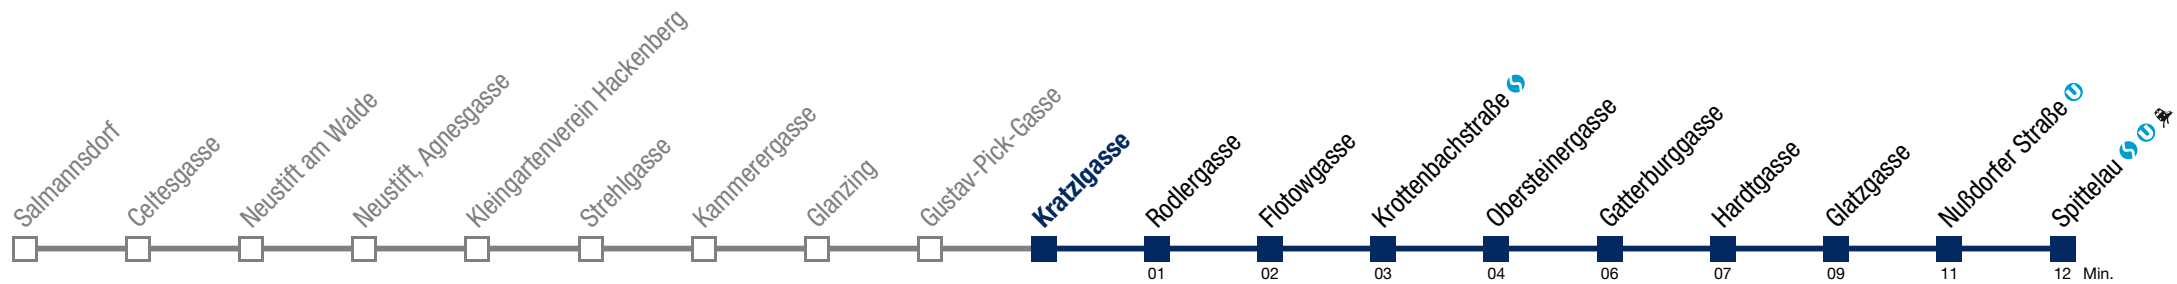 Salmannsdorf
Celtesgasse
Neustift am Walde
Neustift, Agnesgasse
Kleingartenverein Hackenberg
Strehlgasse
Kammerergasse
Glanzing
Gustav-Pick-Gasse
Kratzlgasse
Rodlergasse
Flotowgasse
Krottenbachstraße S
Obersteinergasse
Gatterburggasse
Hardtgasse
Glatzgasse
Nußdorfer Straße U
Spittelau S U
01 02 03 04 06 07 09 11 12 Min.